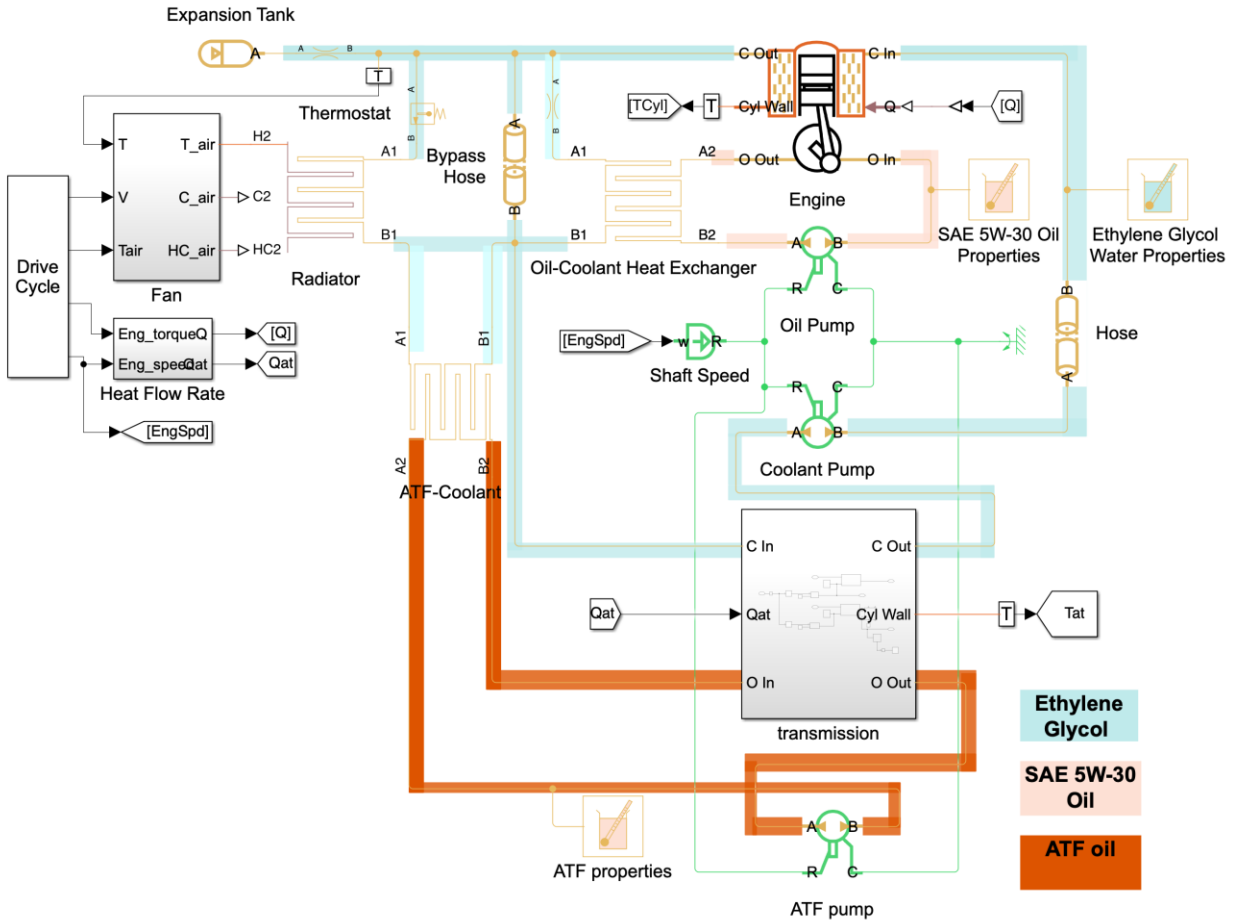 Expansion Tank
A
A
B
T
Thermostat
A
B
Bypass
Hose
A
B
A
B
C Out
C In
[TCyl]
T
Cyl Wall
Q
[Q]
O Out
O In
Engine
SAE 5W-30 Oil
Properties
Ethylene Glycol
Water Properties
Drive
Cycle
T
V
Tair
T_air
C_air
HC_air
Fan
H2
C2
HC2
A1
B1
Radiator
A1
B1
A2
B2
Oil-Coolant Heat Exchanger
A
B
R
C
Oil Pump
Eng_torque
Q
Eng_speed
Qat
Heat Flow Rate
[Q]
Qat
[EngSpd]
[EngSpd]
w
R
Shaft Speed
B
A
Hose
R
C
A
B
Coolant Pump
A1
B1
A2
B2
ATF-Coolant
C In
C Out
Qat
Qat
Cyl Wall
T
Tat
O In
O Out
transmission
Ethylene
Glycol
SAE 5W-30
Oil
ATF oil
ATF properties
A
B
R
C
ATF pump